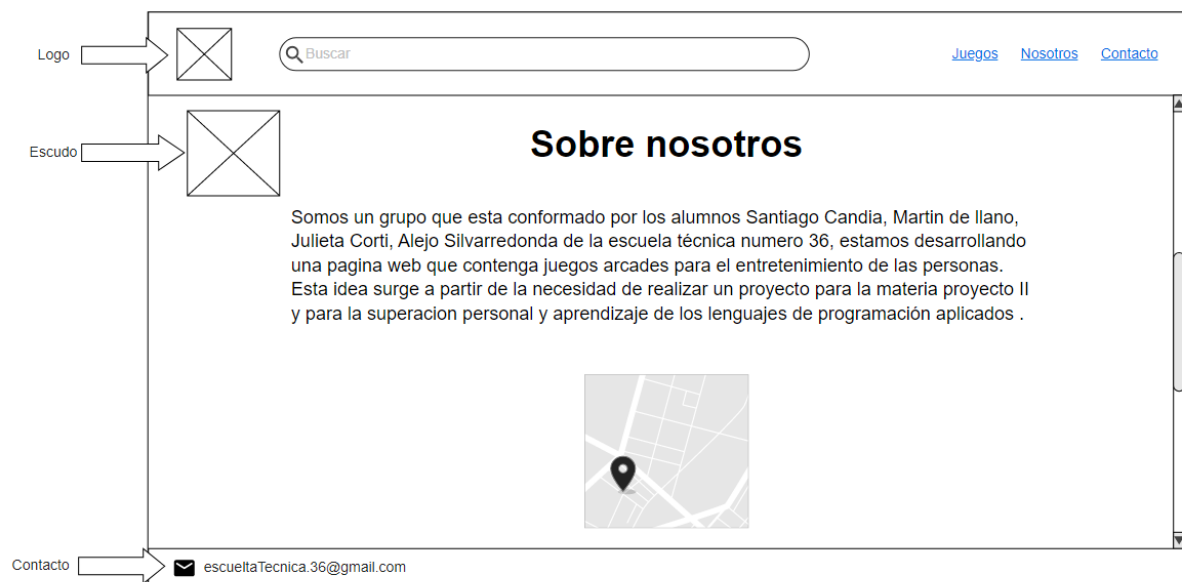 Logo
Buscar
Juegos Nosotros Contacto
Escudo
Sobre nosotros
Somos un grupo que esta conformado por los alumnos Santiago Candia, Martin de llano,
Julieta Corti, Alejo Silvarredonda de la escuela técnica numero 36, estamos desarrollando
una pagina web que contenga juegos arcades para el entretenimiento de las personas.
Esta idea surge a partir de la necesidad de realizar un proyecto para la materia proyecto II
y para la superacion personal y aprendizaje de los lenguajes de programación aplicados .
Contacto
escueltaTecnica.36@gmail.com